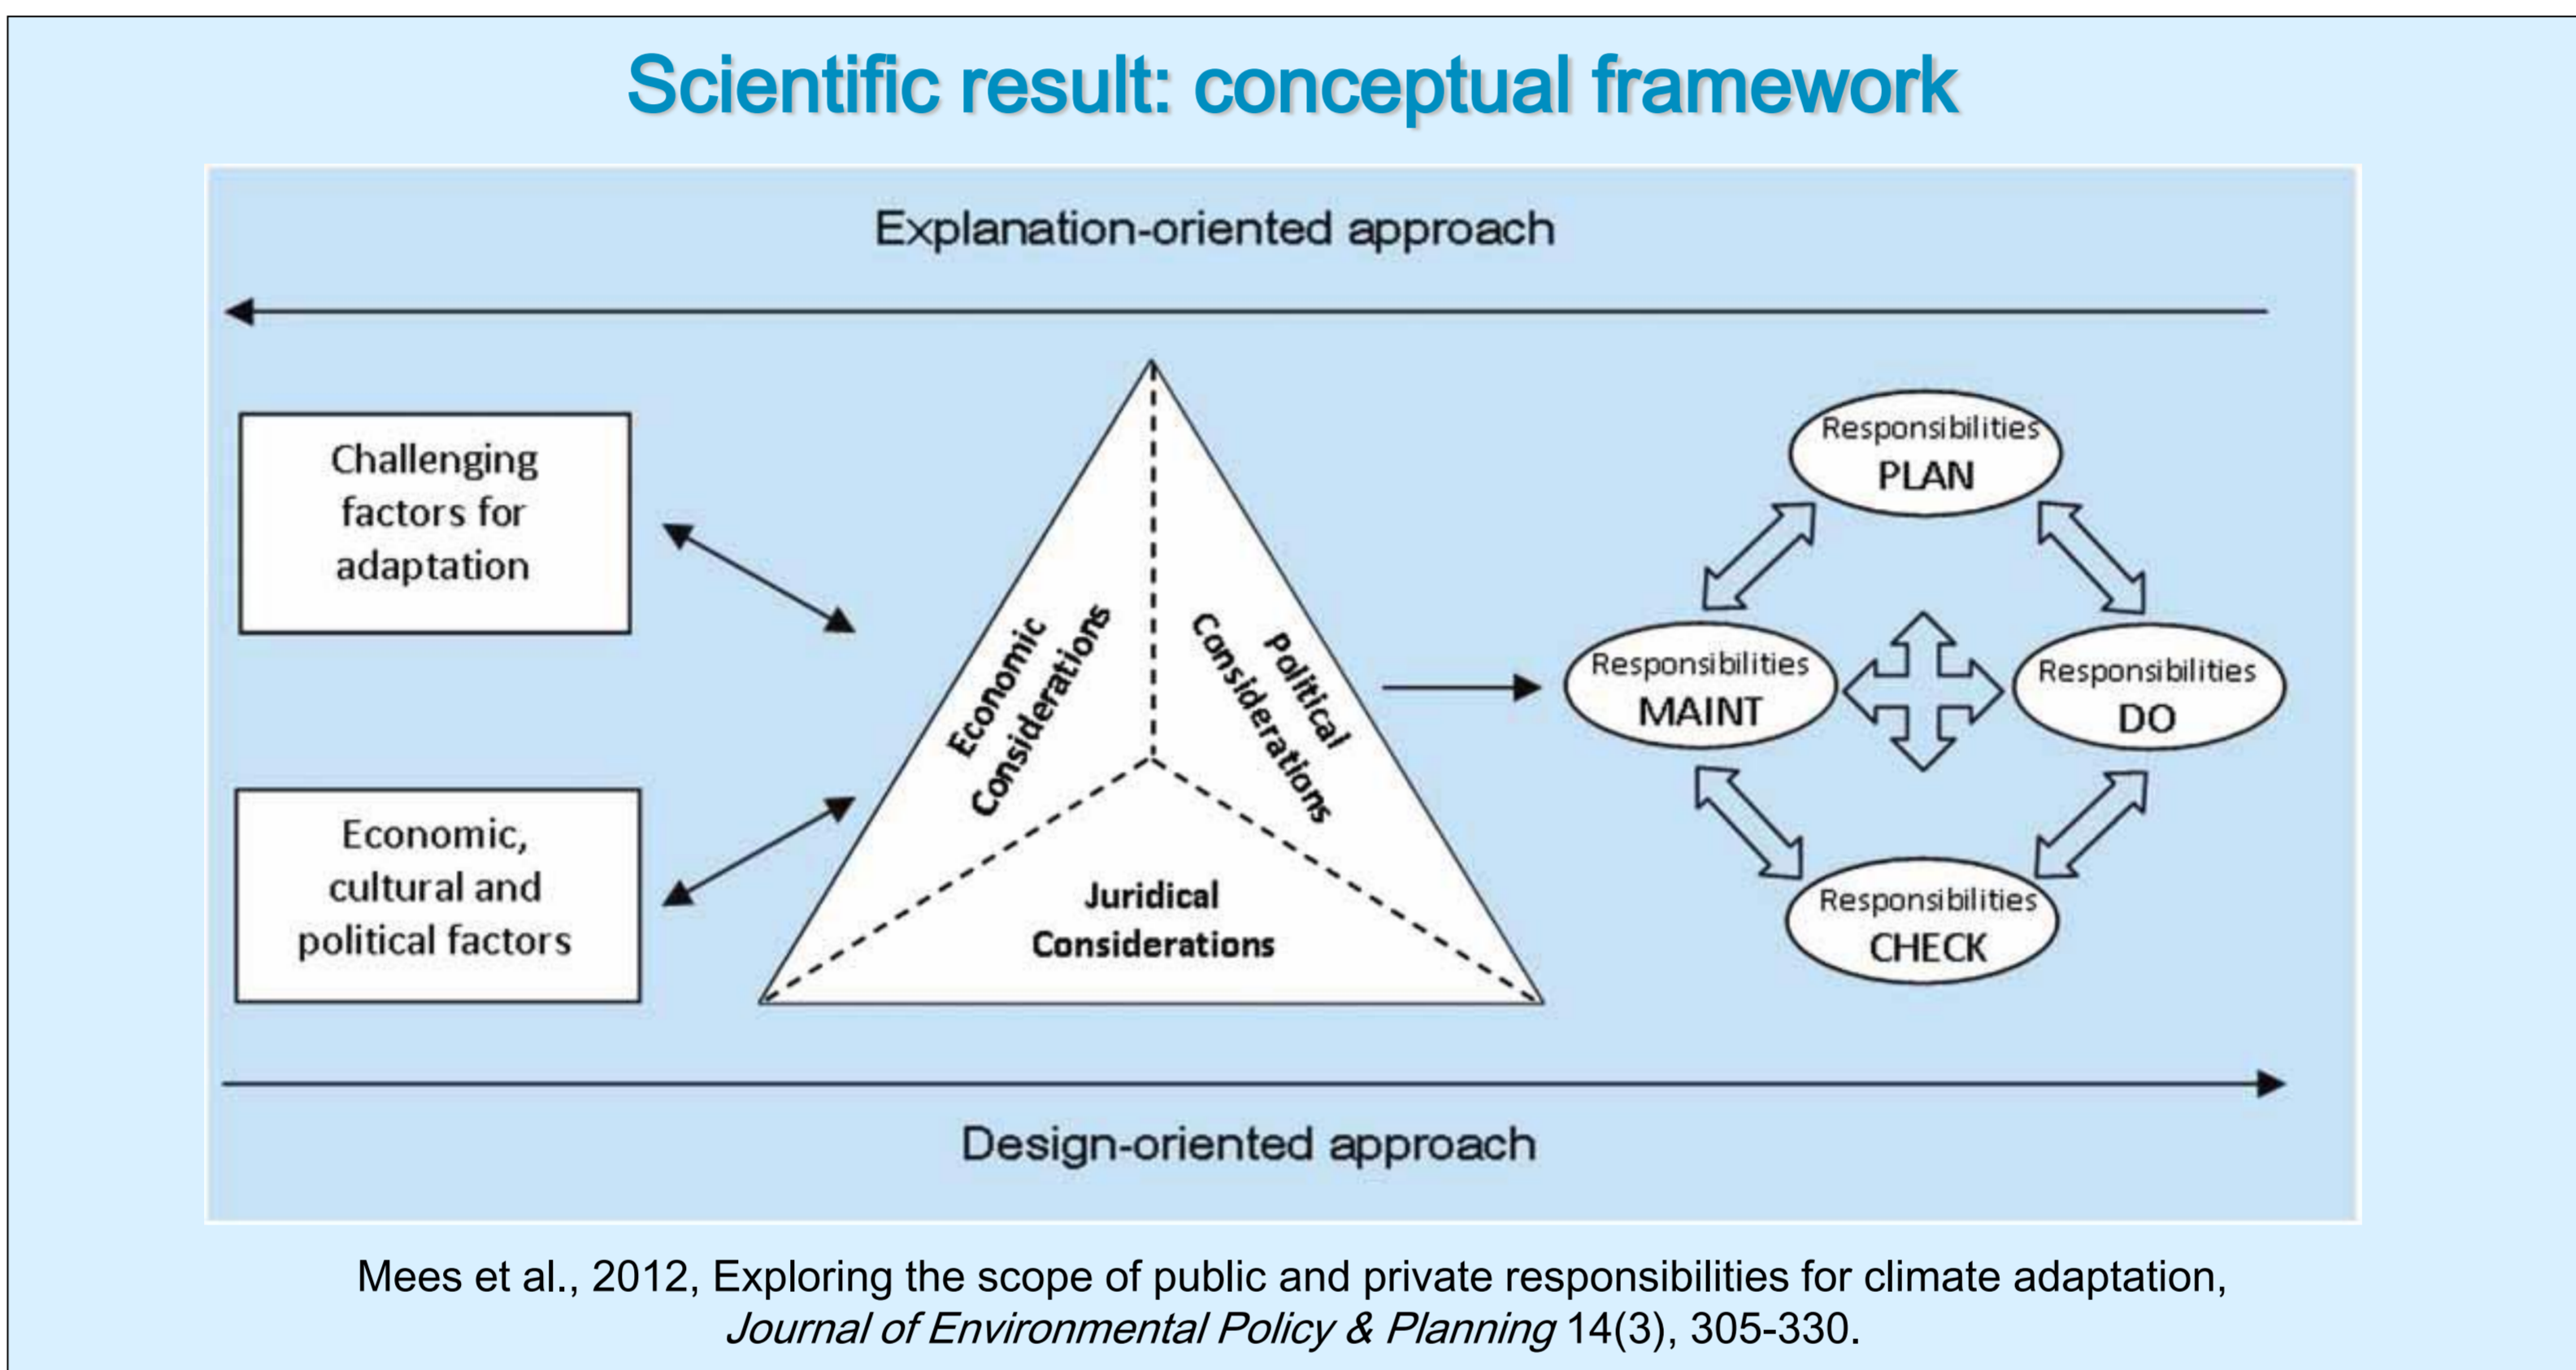 Scientific result: conceptual framework
Explanation-oriented approach
Challenging
factors for
adaptation
Economic,
cultural and
political factors
Economic
Considerations
Political
Considerations
Juridical
Considerations
Responsibilities
PLAN
Responsibilities
MAINT
Responsibilities
DO
Responsibilities
CHECK
Design-oriented approach
Mees et al., 2012, Exploring the scope of public and private responsibilities for climate adaptation,
Journal of Environmental Policy & Planning 14(3), 305-330.